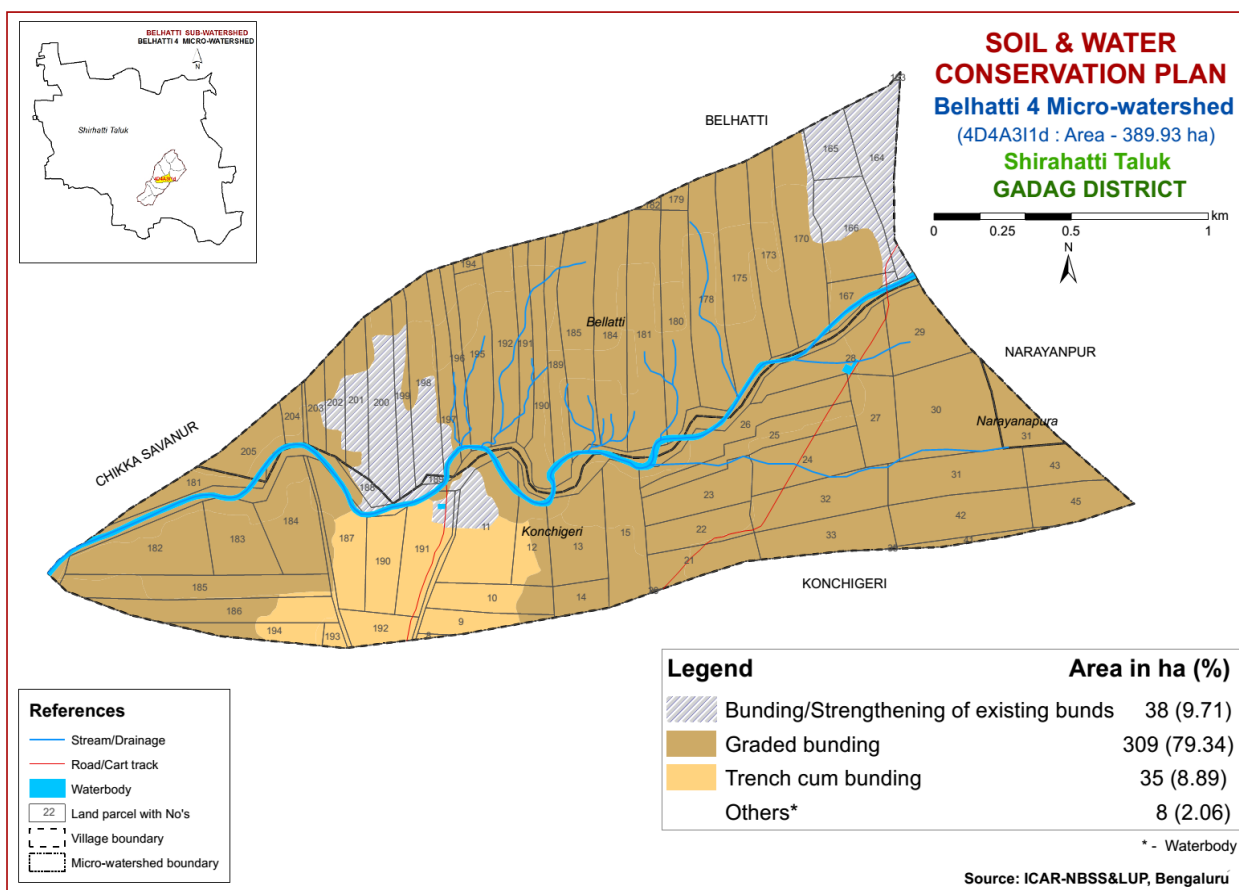 BELHATTI SUB-WATERSHED
BELHATTI 4 MICRO-WATERSHED
N
Shirhatti Taluk
4D4A3I1d
SOIL & WATER
CONSERVATION PLAN
Belhatti 4 Micro-watershed
(4D4A3I1d : Area - 389.93 ha)
Shirahatti Taluk
GADAG DISTRICT
km
0 0.25 0.5 1
N
BELHATTI
165
164
182 179
166
170
173
194
175
167
178
Bellatti
180
185 184 181
29
192 191
NARAYANPUR
196 195
28
189
198
199
202 201 200
203
190
30
204
197
27
Narayanapura
26
25
31
CHIKKA SAVANUR
205
24
43
181
31
188
23
32
45
184
42
11
22
187
Konchigeri
15
33
183
191
12 13
182
190
21
KONCHIGERI
185
10
14
186
9
194 193 192
8
References
Stream/Drainage
Road/Cart track
Waterbody
22 Land parcel with No's
Village boundary
Micro-watershed boundary
Legend Area in ha (%)
Bunding/Strengthening of existing bunds 38 (9.71)
Graded bunding 309 (79.34)
Trench cum bunding 35 (8.89)
Others* 8 (2.06)
* - Waterbody
Source: ICAR-NBSS&LUP, Bengaluru